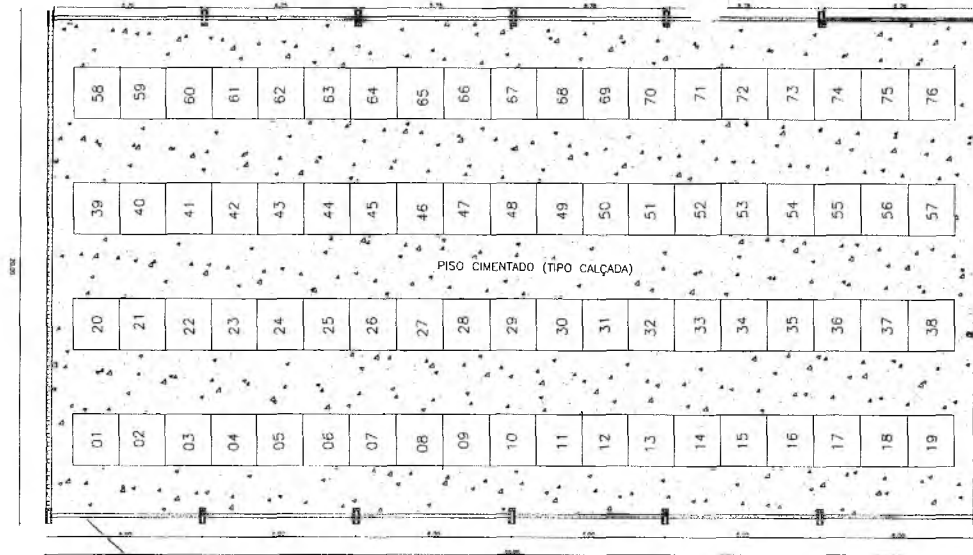 58 59 60 61 62 63 64 65 66 67 68 69 70 71 72 73 74 75 76
39 40 41 42 43 44 45 46 47 48 49 50 51 52 53 54 55 56 57
PISO CIMENTADO (TIPO CALÇADA)
20 21 22 23 24 25 26 27 28 29 30 31 32 33 34 35 36 37 38
01 02 03 04 05 06 07 08 09 10 11 12 13 14 15 16 17 18 19